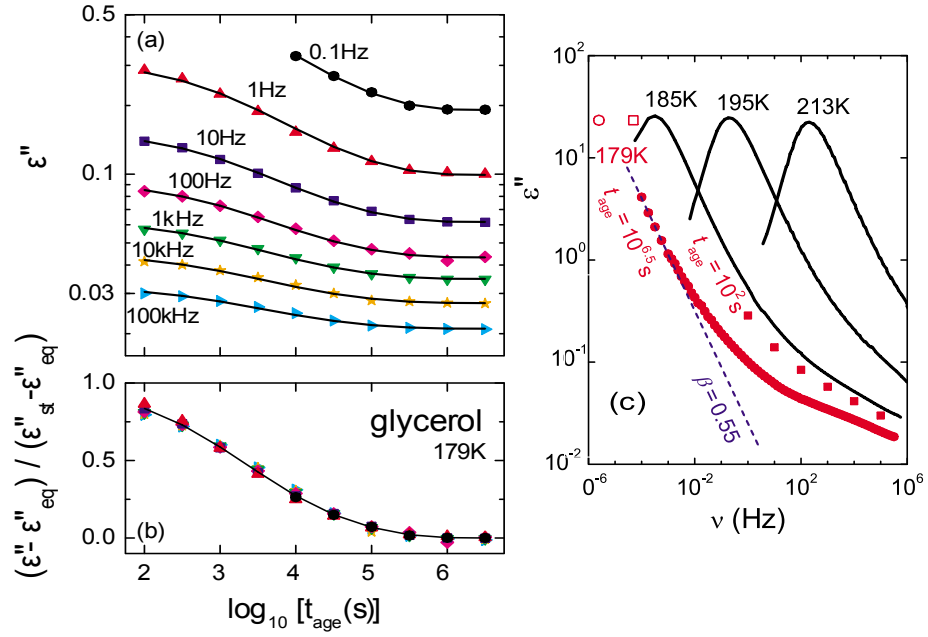 0.5
0.1
0.03
ε"
(a)
0.1Hz
1Hz
10Hz
100Hz
1kHz
10kHz
100kHz
1.0
0.5
0.0
(ε"- ε"eq) / (ε"st-ε"eq)
(b)
glycerol
179K
2 3 4 5 6
log10 [tage(s)]
10^2
10^1
10^0
10^-1
10^-2
ε"
185K 195K 213K
179K
tage = 10^6.5 s
tage = 10^2 s
β=0.55
(c)
0^-6 10^-2 10^2 10^6
ν (Hz)